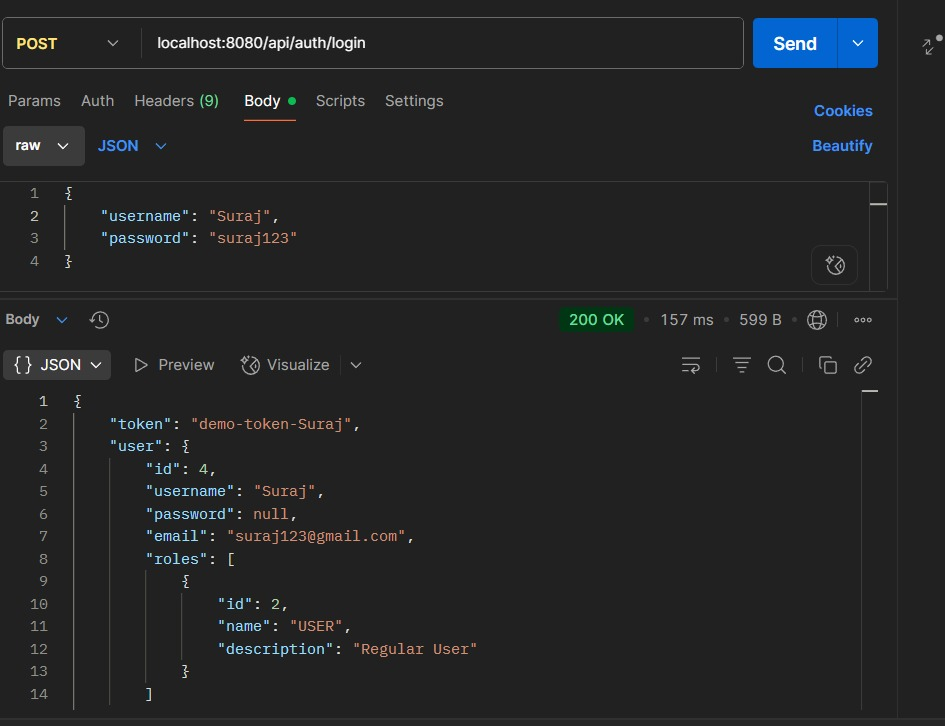 POST localhost:8080/api/auth/login Send
Params Auth Headers (9) Body Scripts Settings
Cookies
raw JSON Beautify
1 {
2 "username": "Suraj",
3 "password": "suraj123"
4 }
Body 200 OK • 157 ms • 599 B •
{} JSON Preview Visualize
1 {
2 "token": "demo-token-Suraj",
3 "user": {
4 "id": 4,
5 "username": "Suraj",
6 "password": null,
7 "email": "suraj123@gmail.com",
8 "roles": [
9 {
10 "id": 2,
11 "name": "USER",
12 "description": "Regular User"
13 }
14 ]